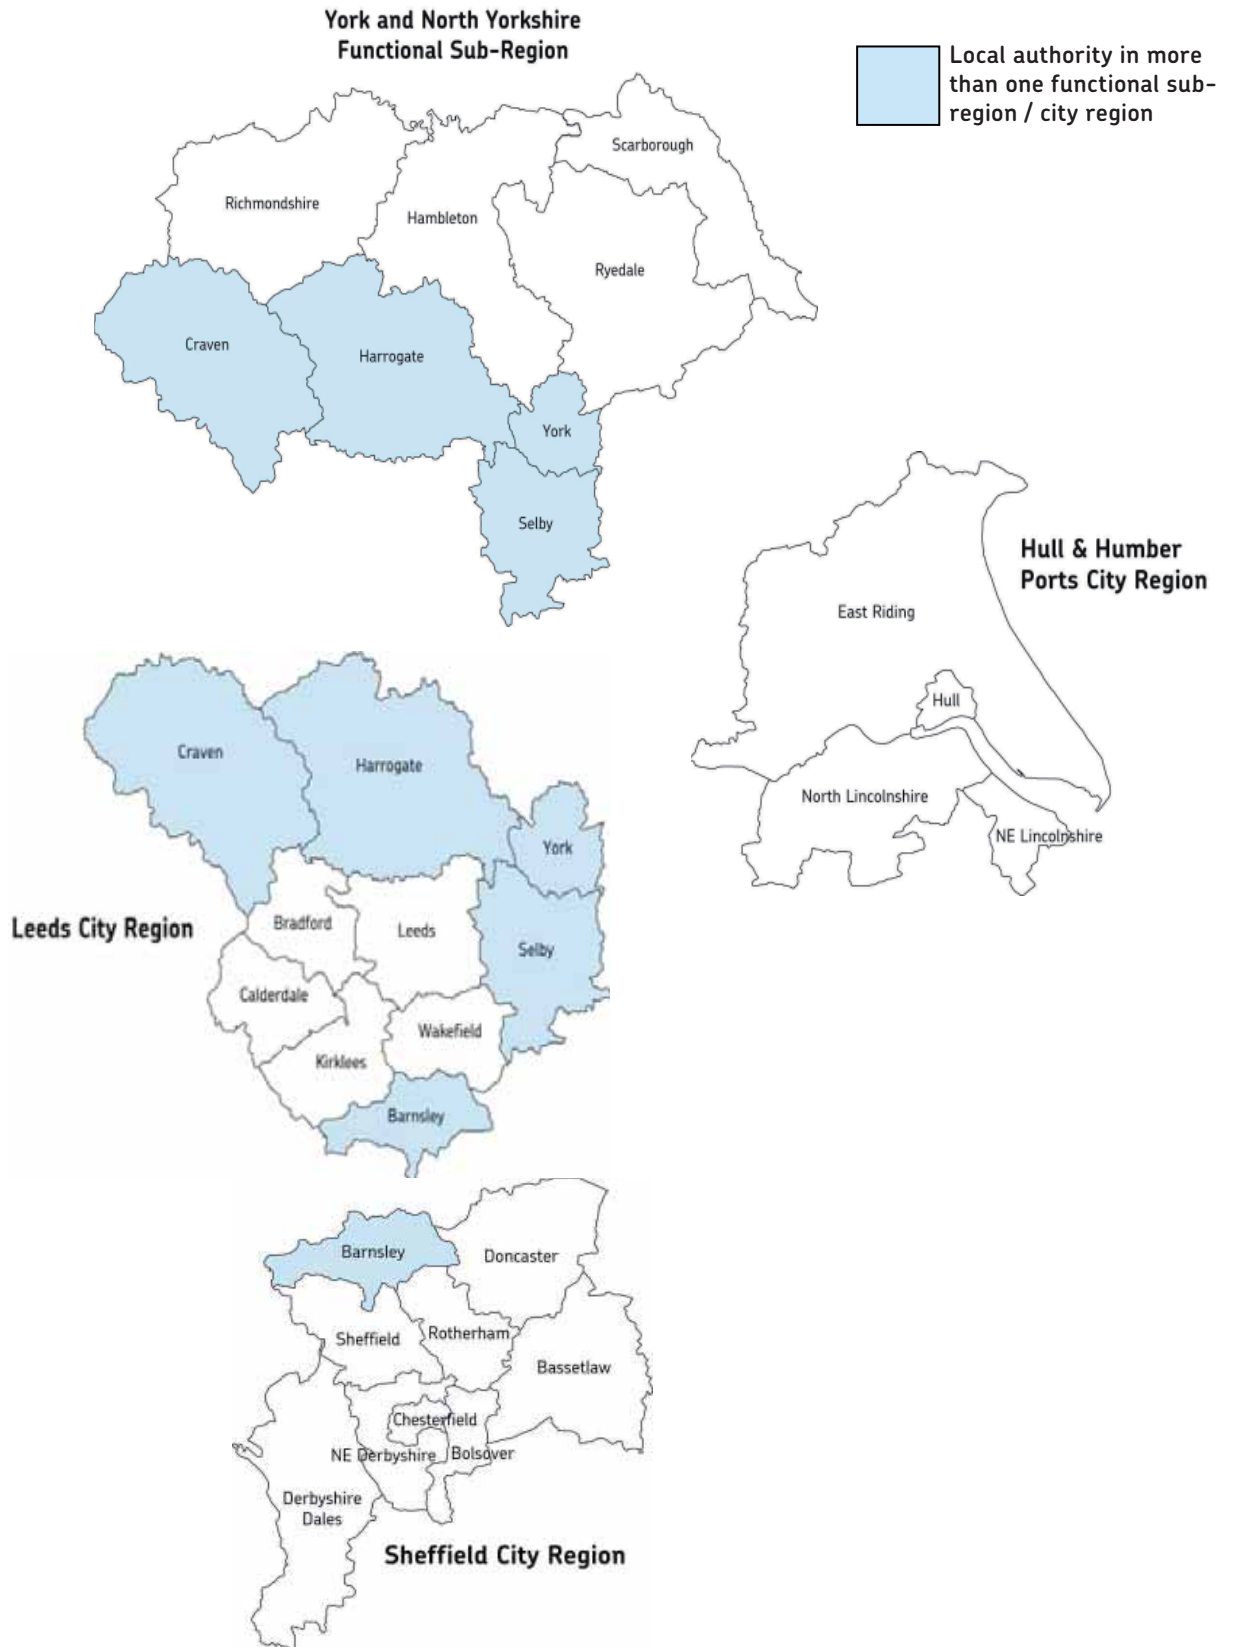 York and North Yorkshire
Functional Sub-Region
Local authority in more
than one functional sub-
region / city region
Scarborough
Richmondshire
Hambleton
Ryedale
Craven
Harrogate
York
Selby
Hull & Humber
Ports City Region
East Riding
Hull
North Lincolnshire
NE Lincolnshire
Craven
Harrogate
York
Leeds City Region
Bradford
Leeds
Selby
Calderdale
Wakefield
Kirklees
Barnsley
Barnsley
Doncaster
Sheffield
Rotherham
Bassetlaw
Chesterfield
NE Derbyshire
Bolsover
Derbyshire
Dales
Sheffield City Region